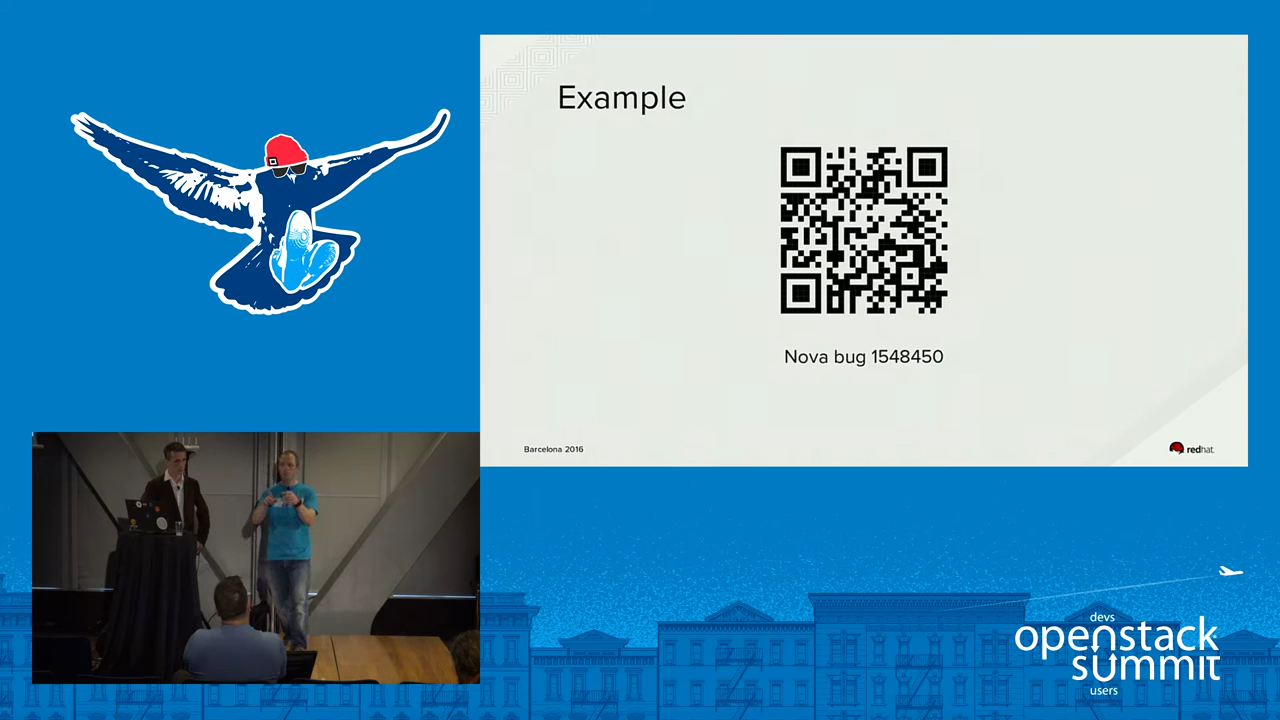 Example
Nova bug 1548450
Barcelona 2016
redhat.
devs
openstack
summit
users